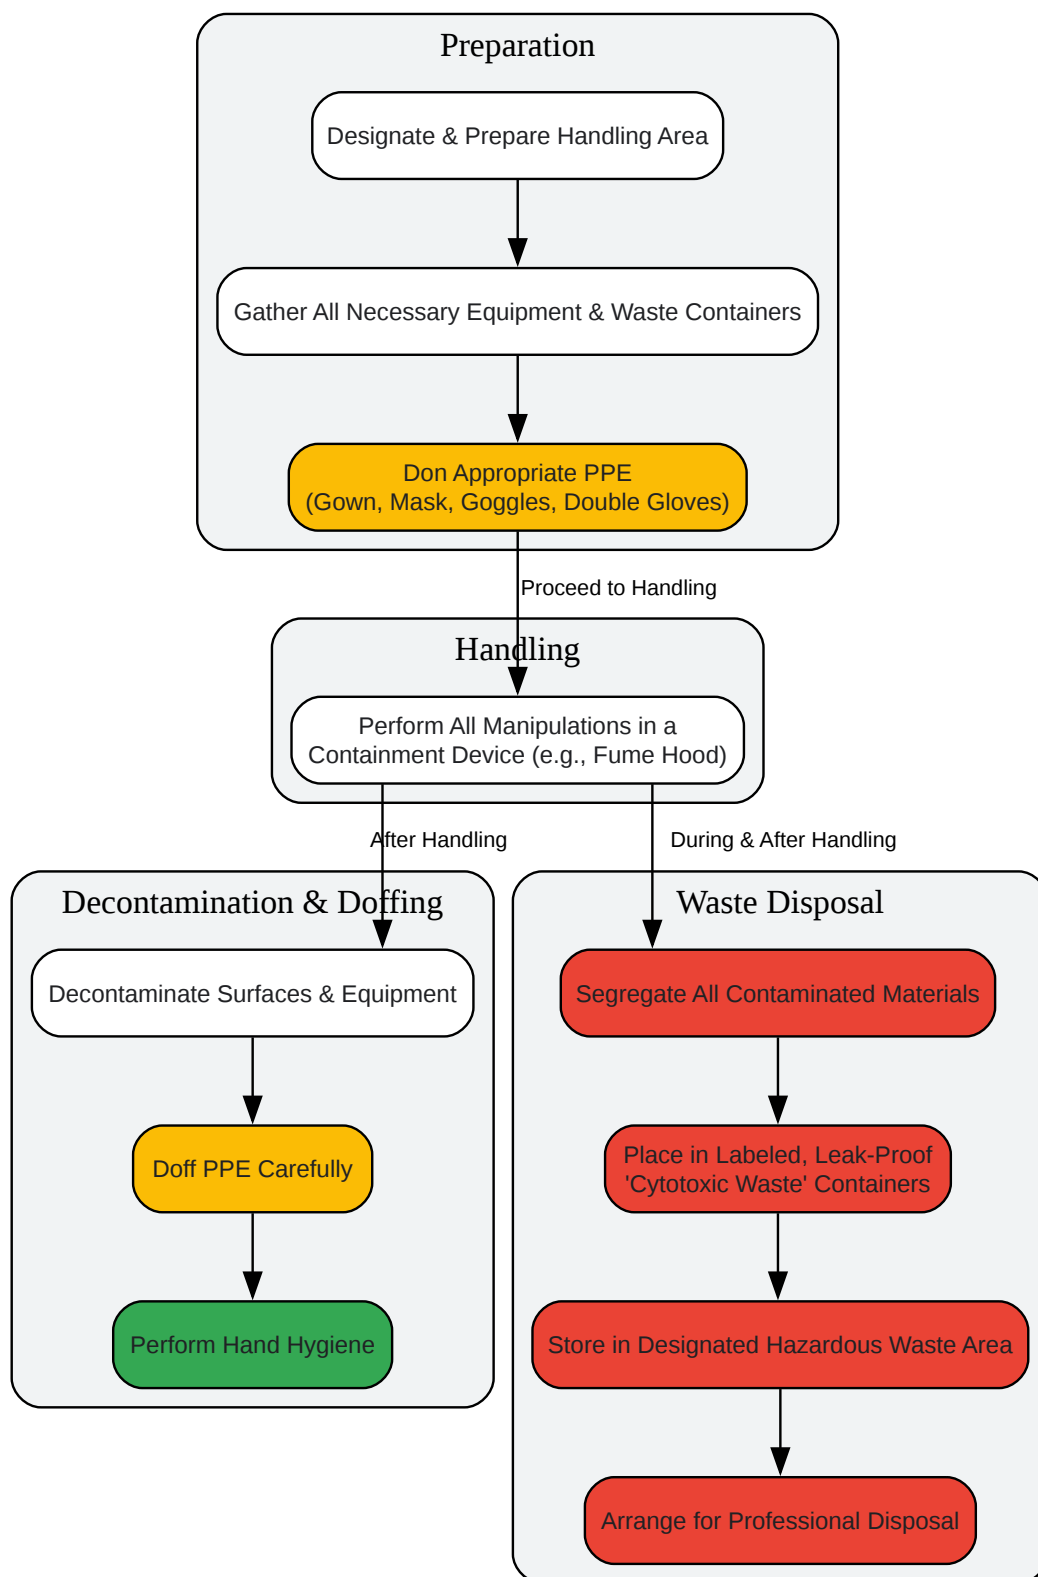 Preparation
Designate & Prepare Handling Area
Gather All Necessary Equipment & Waste Containers
Don Appropriate PPE
(Gown, Mask, Goggles, Double Gloves)
Proceed to Handling
Handling
Perform All Manipulations in a
Containment Device (e.g., Fume Hood)
After Handling
During & After Handling
Decontamination & Doffing
Decontaminate Surfaces & Equipment
Doff PPE Carefully
Perform Hand Hygiene
Waste Disposal
Segregate All Contaminated Materials
Place in Labeled, Leak-Proof
'Cytotoxic Waste' Containers
Store in Designated Hazardous Waste Area
Arrange for Professional Disposal